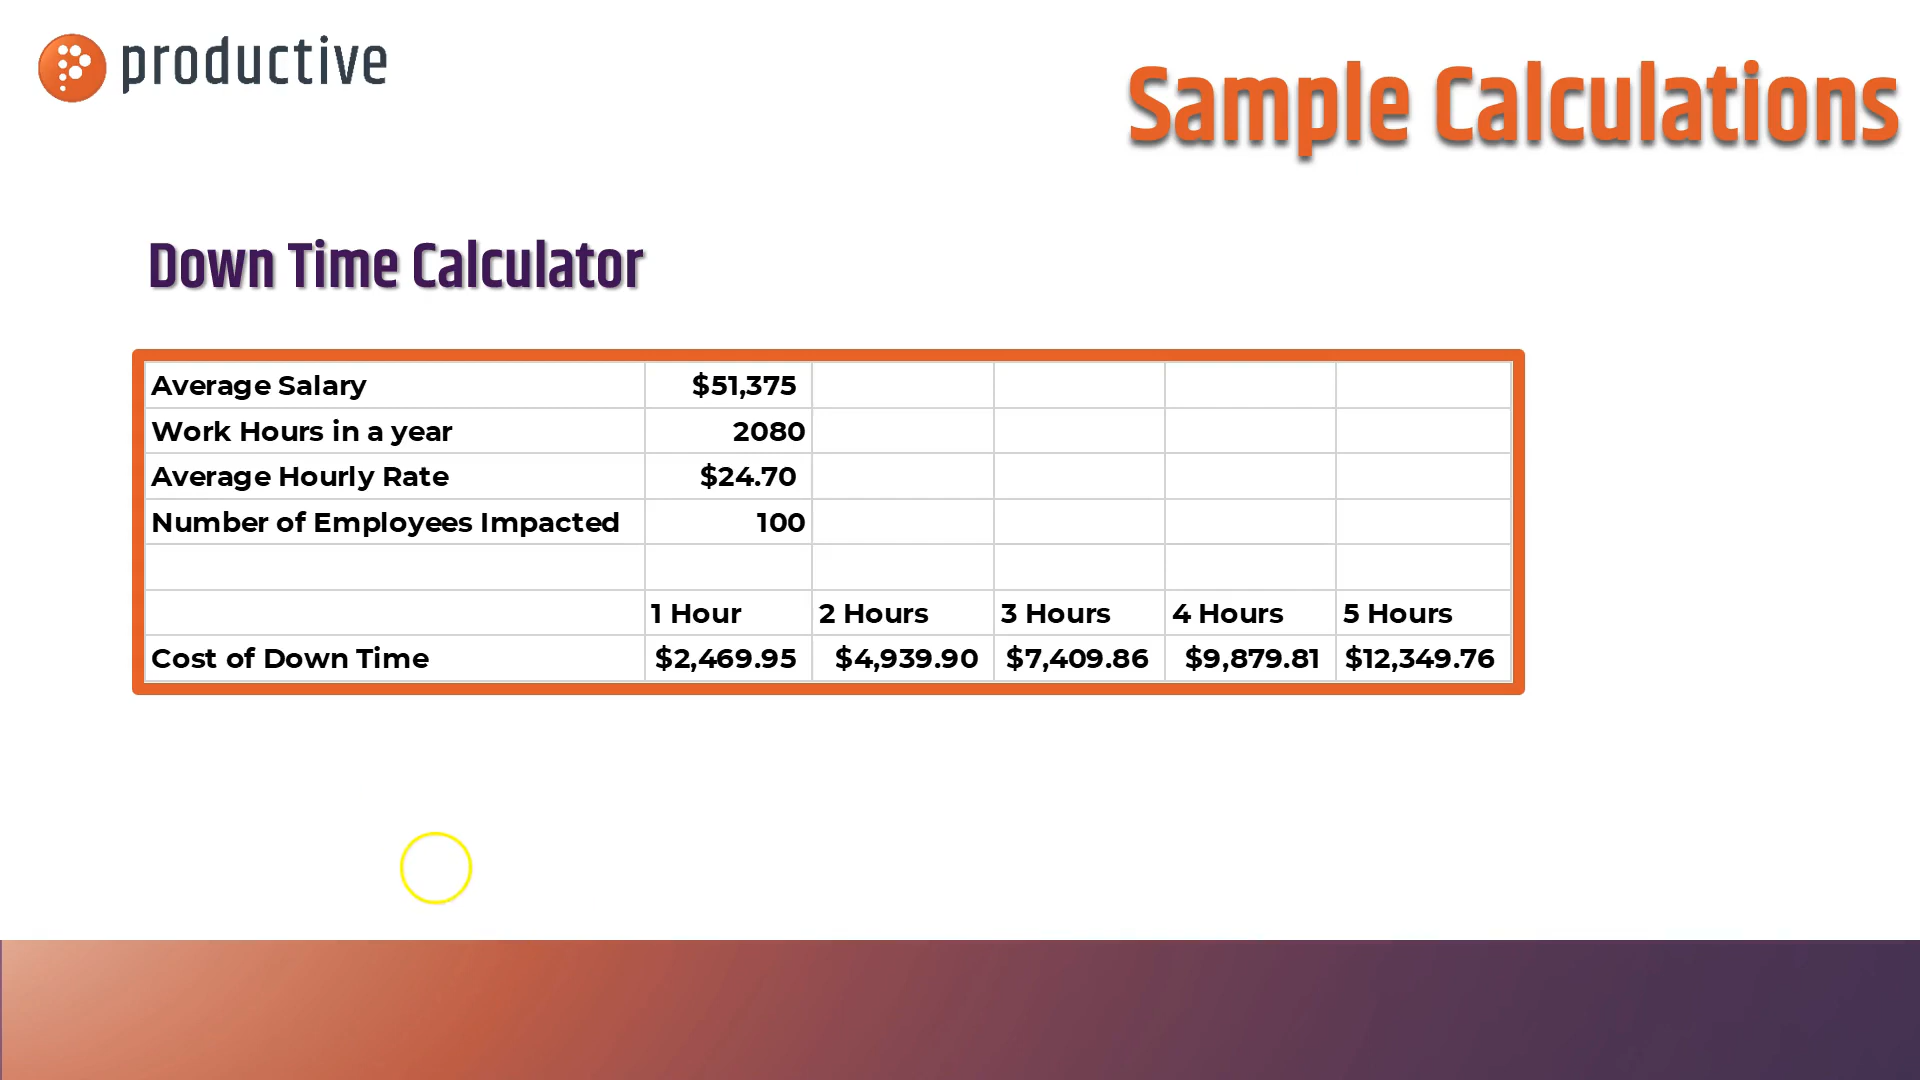 productive
Sample Calculations
Down Time Calculator
Average Salary $51,375
Work Hours in a year 2080
Average Hourly Rate $24.70
Number of Employees Impacted 100
1 Hour 2 Hours 3 Hours 4 Hours 5 Hours
Cost of Down Time $2,469.95 $4,939.90 $7,409.86 $9,879.81 $12,349.76